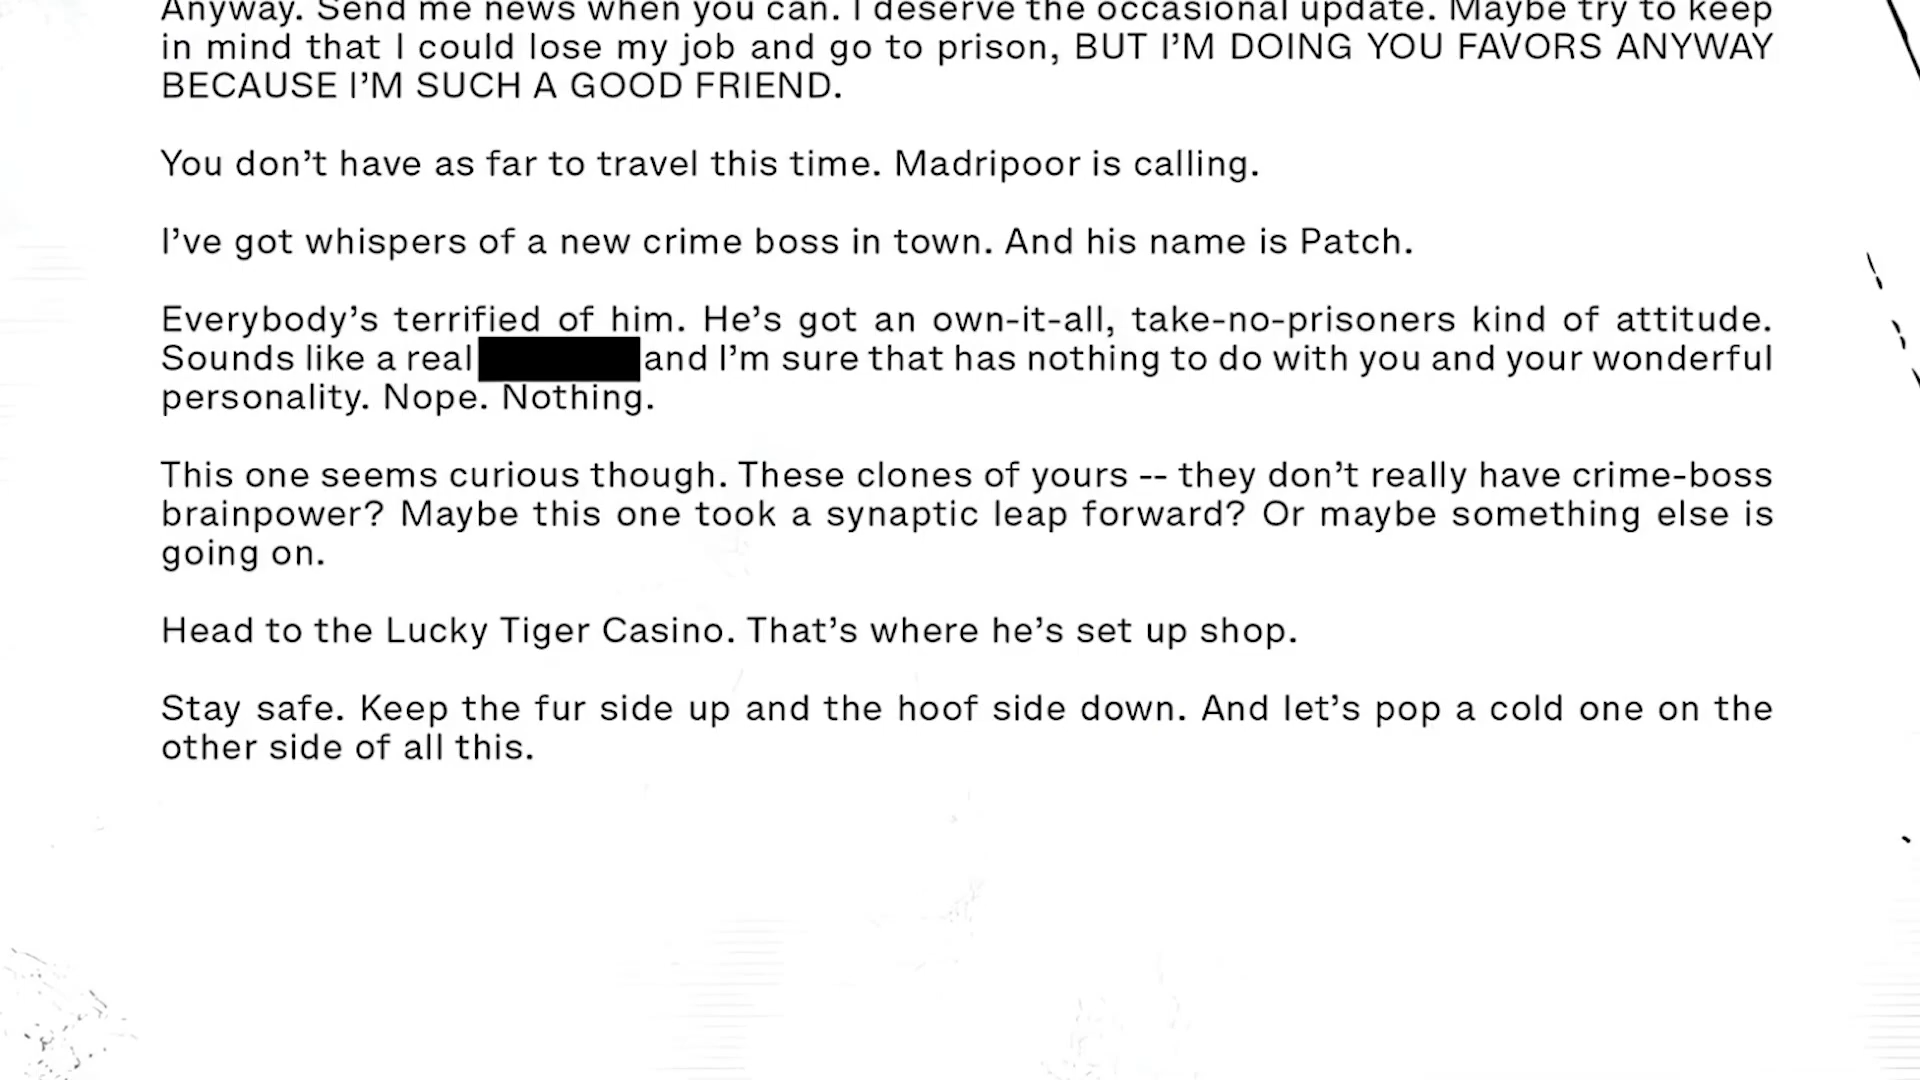 Anyway. Send me news when you can. I deserve the occasional update. Maybe try to keep
in mind that I could lose my job and go to prison, BUT I'M DOING YOU FAVORS ANYWAY
BECAUSE I'M SUCH A GOOD FRIEND.
You don't have as far to travel this time. Madripoor is calling.
I've got whispers of a new crime boss in town. And his name is Patch.
Everybody's terrified of him. He's got an own-it-all, take-no-prisoners kind of attitude.
Sounds like a real and I'm sure that has nothing to do with you and your wonderful
personality. Nope. Nothing.
This one seems curious though. These clones of yours -- they don't really have crime-boss
brainpower? Maybe this one took a synaptic leap forward? Or maybe something else is
going on.
Head to the Lucky Tiger Casino. That's where he's set up shop.
Stay safe. Keep the fur side up and the hoof side down. And let's pop a cold one on the
other side of all this.